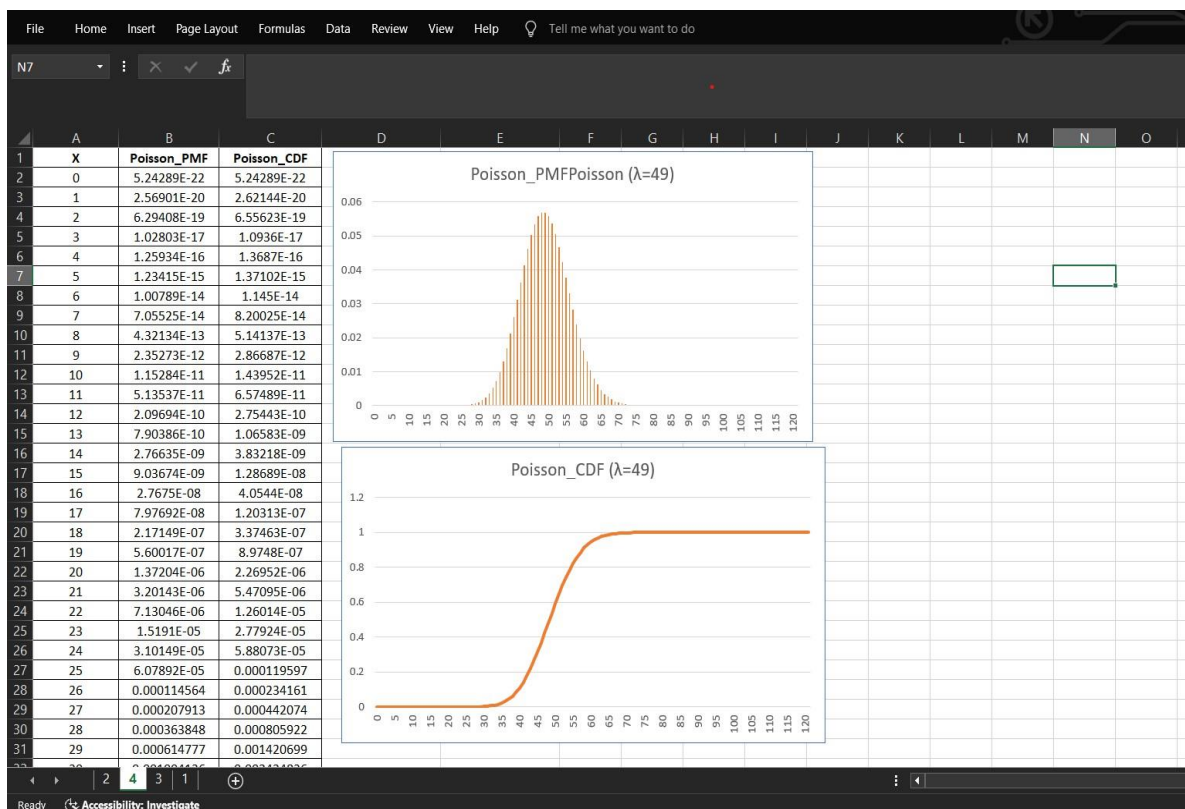 File Home Insert Page Layout Formulas Data Review View Help Tell me what you want to do
N7 fx
A B C D E F G H I J K L M N O
1 X Poisson_PMF Poisson_CDF
2 0 5.24289E-22 5.24289E-22
3 1 2.56901E-20 2.62144E-20
4 2 6.29408E-19 6.55623E-19
5 3 1.02803E-17 1.0936E-17
6 4 1.25934E-16 1.3687E-16
7 5 1.23415E-15 1.37102E-15
8 6 1.00789E-14 1.145E-14
9 7 7.05525E-14 8.20025E-14
10 8 4.32134E-13 5.14137E-13
11 9 2.35273E-12 2.86687E-12
12 10 1.15284E-11 1.43952E-11
13 11 5.13537E-11 6.57489E-11
14 12 2.09694E-10 2.75443E-10
15 13 7.90386E-10 1.06583E-09
16 14 2.76635E-09 3.83218E-09
17 15 9.03674E-09 1.28689E-08
18 16 2.7675E-08 4.0544E-08
19 17 7.97692E-08 1.20313E-07
20 18 2.17149E-07 3.37463E-07
21 19 5.60017E-07 8.9748E-07
22 20 1.37204E-06 2.26952E-06
23 21 3.20143E-06 5.47095E-06
24 22 7.13046E-06 1.26014E-05
25 23 1.5191E-05 2.77924E-05
26 24 3.10149E-05 5.88073E-05
27 25 6.07892E-05 0.000119597
28 26 0.000114564 0.000234161
29 27 0.000207913 0.000442074
30 28 0.000363848 0.000805922
31 29 0.000614777 0.001420699
Poisson_PMFPoisson (λ=49)
0.06
0.05
0.04
0.03
0.02
0.01
0
0 5 10 15 20 25 30 35 40 45 50 55 60 65 70 75 80 85 90 95 100 105 110 115 120
Poisson_CDF (λ=49)
1.2
1
0.8
0.6
0.4
0.2
0
0 5 10 15 20 25 30 35 40 45 50 55 60 65 70 75 80 85 90 95 100 105 110 115 120
2 4 3 1
Ready Accessibility: Investigate